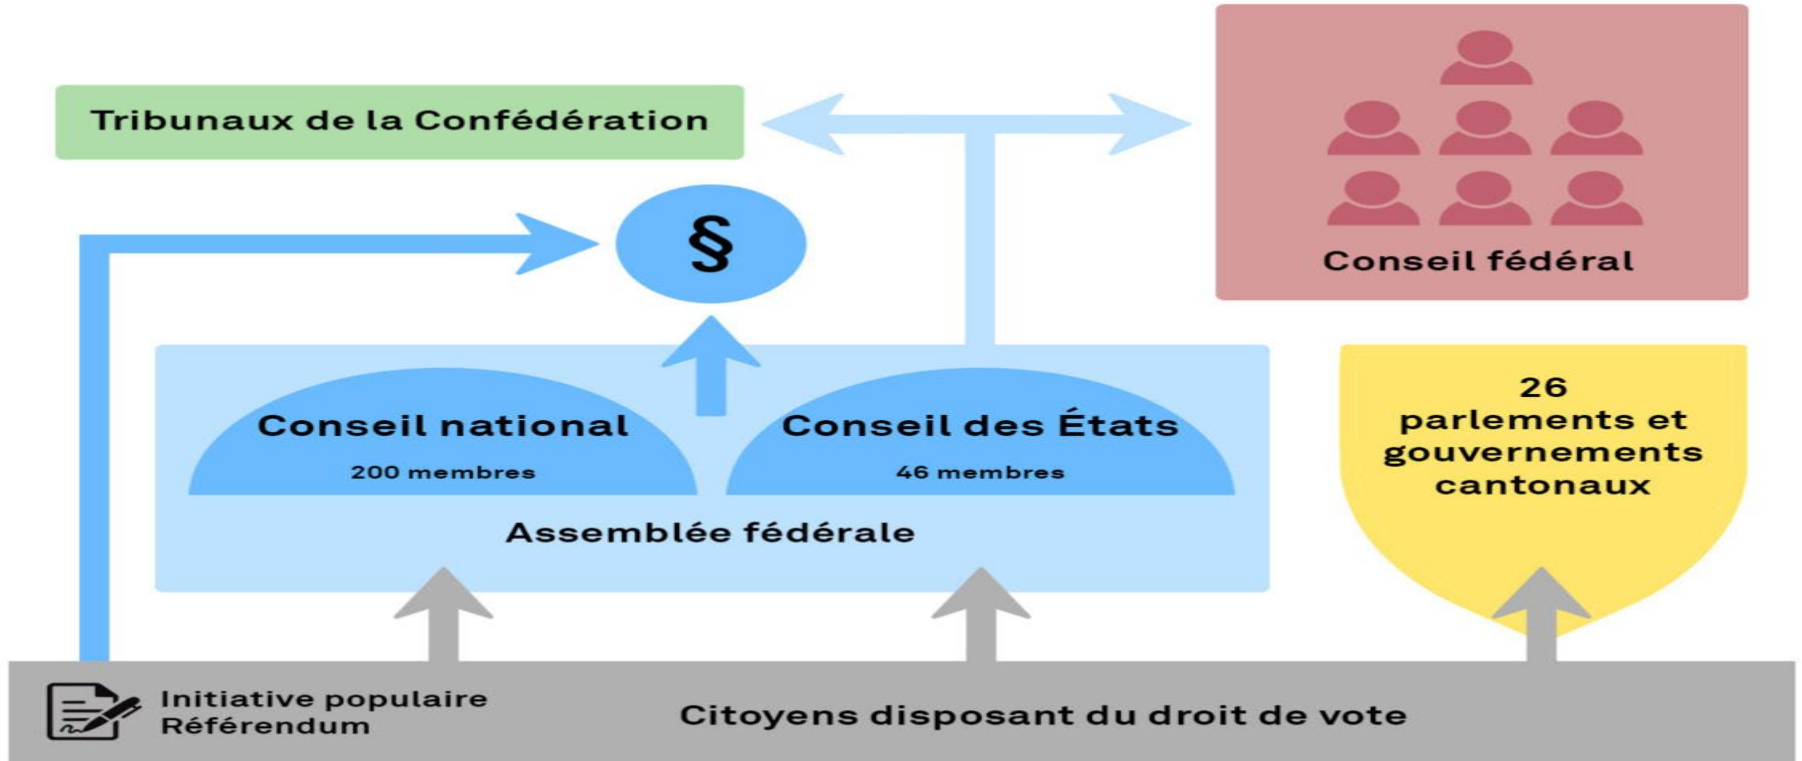 Tribunaux de la Confédération
§
Conseil fédéral
Conseil national
200 membres
Conseil des États
46 membres
Assemblée fédérale
26
parlements et
gouvernements
cantonaux
Initiative populaire
Référendum
Citoyens disposant du droit de vote